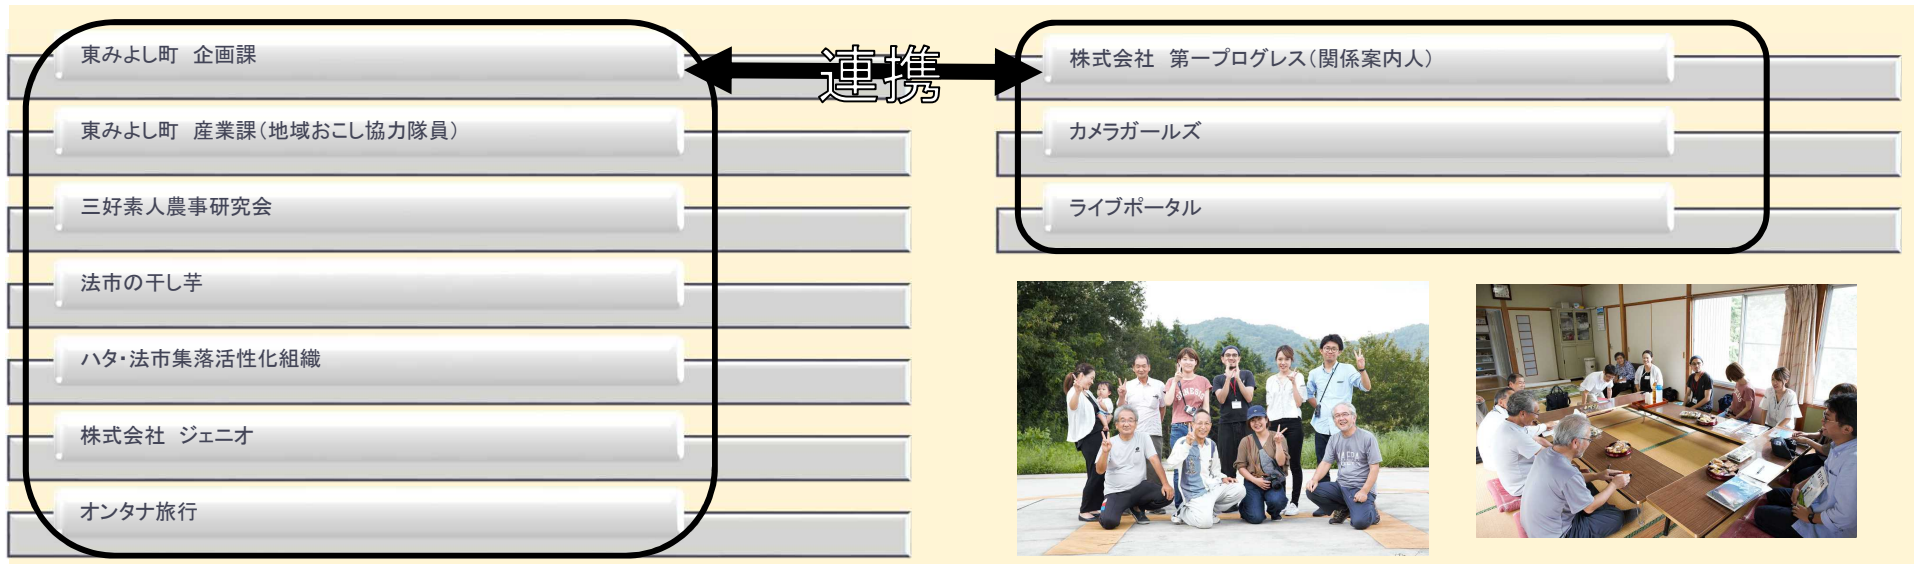 東みよし町　企画課
東みよし町　産業課（地域おこし協力隊員）
三好素人農事研究会
法市の干し芋
ハタ・法市集落活性化組織
株式会社　ジェニオ
オンタナ旅行
連携
株式会社　第一プログレス（関係案内人）
カメラガールズ
ライブポータル